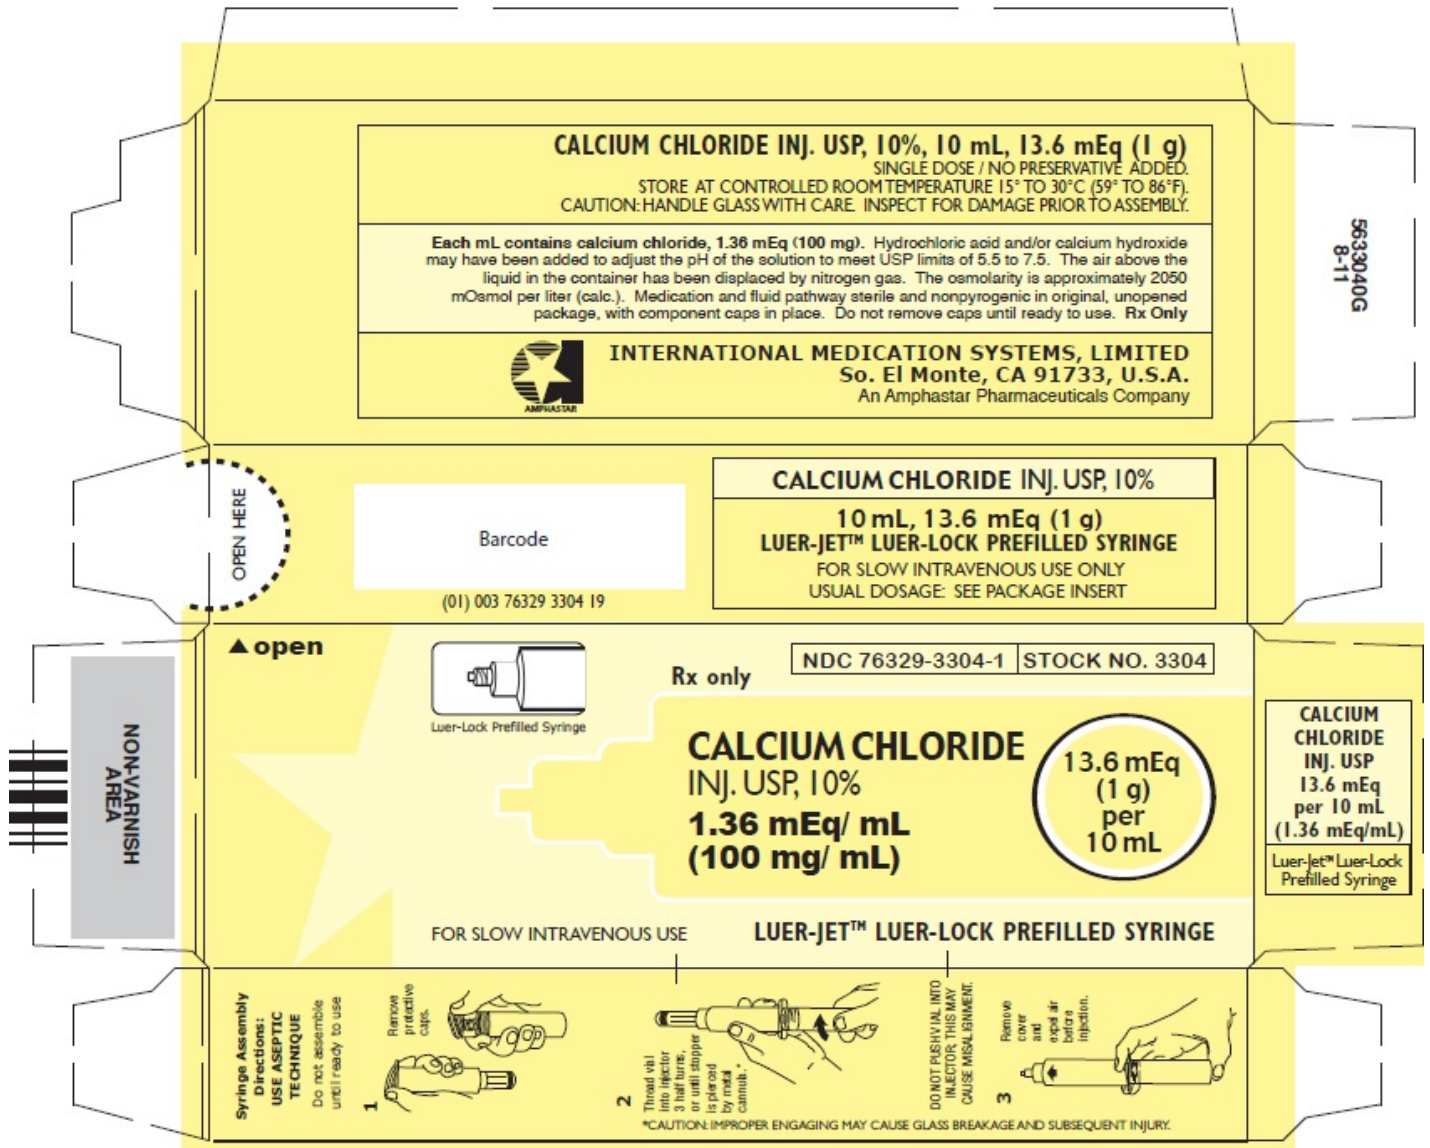 CALCIUM CHLORIDE INJ. USP, 10%, 10 mL, 13.6 mEq (1 g)
SINGLE DOSE / NO PRESERVATIVE ADDED.
STORE AT CONTROLLED ROOM TEMPERATURE 15° TO 30°C (59° TO 86°F).
CAUTION: HANDLE GLASS WITH CARE. INSPECT FOR DAMAGE PRIOR TO ASSEMBLY.
Each mL contains calcium chloride, 1.36 mEq (100 mg). Hydrochloric acid and/or calcium hydroxide
may have been added to adjust the pH of the solution to meet USP limits of 5.5 to 7.5. The air above the
liquid in the container has been displaced by nitrogen gas. The osmolarity is approximately 2050
mOsmol per liter (calc.). Medication and fluid pathway sterile and nonpyrogenic in original, unopened
package, with component caps in place. Do not remove caps until ready to use. Rx Only
AMPHASTAR
INTERNATIONAL MEDICATION SYSTEMS, LIMITED
So. El Monte, CA 91733, U.S.A.
An Amphastar Pharmaceuticals Company
5633040G
8-11
OPEN HERE
Barcode
(01) 003 76329 3304 19
CALCIUM CHLORIDE INJ. USP, 10%
10 mL, 13.6 mEq (1 g)
LUER-JET™ LUER-LOCK PREFILLED SYRINGE
FOR SLOW INTRAVENOUS USE ONLY
USUAL DOSAGE: SEE PACKAGE INSERT
NON-VARNISH
AREA
▲ open
Luer-Lock Prefilled Syringe
Rx only
NDC 76329-3304-1 STOCK NO. 3304
CALCIUM CHLORIDE
INJ. USP, 10%
1.36 mEq/ mL
(100 mg/ mL)
13.6 mEq
(1 g)
per
10 mL
FOR SLOW INTRAVENOUS USE
LUER-JET™ LUER-LOCK PREFILLED SYRINGE
CALCIUM
CHLORIDE
INJ. USP
13.6 mEq
per 10 mL
(1.36 mEq/mL)
Luer-Jet™ Luer-Lock
Prefilled Syringe
Syringe Assembly
Directions:
USE ASEPTIC
TECHNIQUE
Do not assemble
until ready to use
1
Remove
protective
caps.
2
Thread vial
into injector
3 half turns,
or until stopper
is pierced
by metal
cannula.*
DO NOT PUSH VIAL INTO
INJECTOR; THIS MAY
CAUSE MISALIGNMENT.
3
Remove
cover
and
expel air
before
injection.
*CAUTION: IMPROPER ENGAGING MAY CAUSE GLASS BREAKAGE AND SUBSEQUENT INJURY.